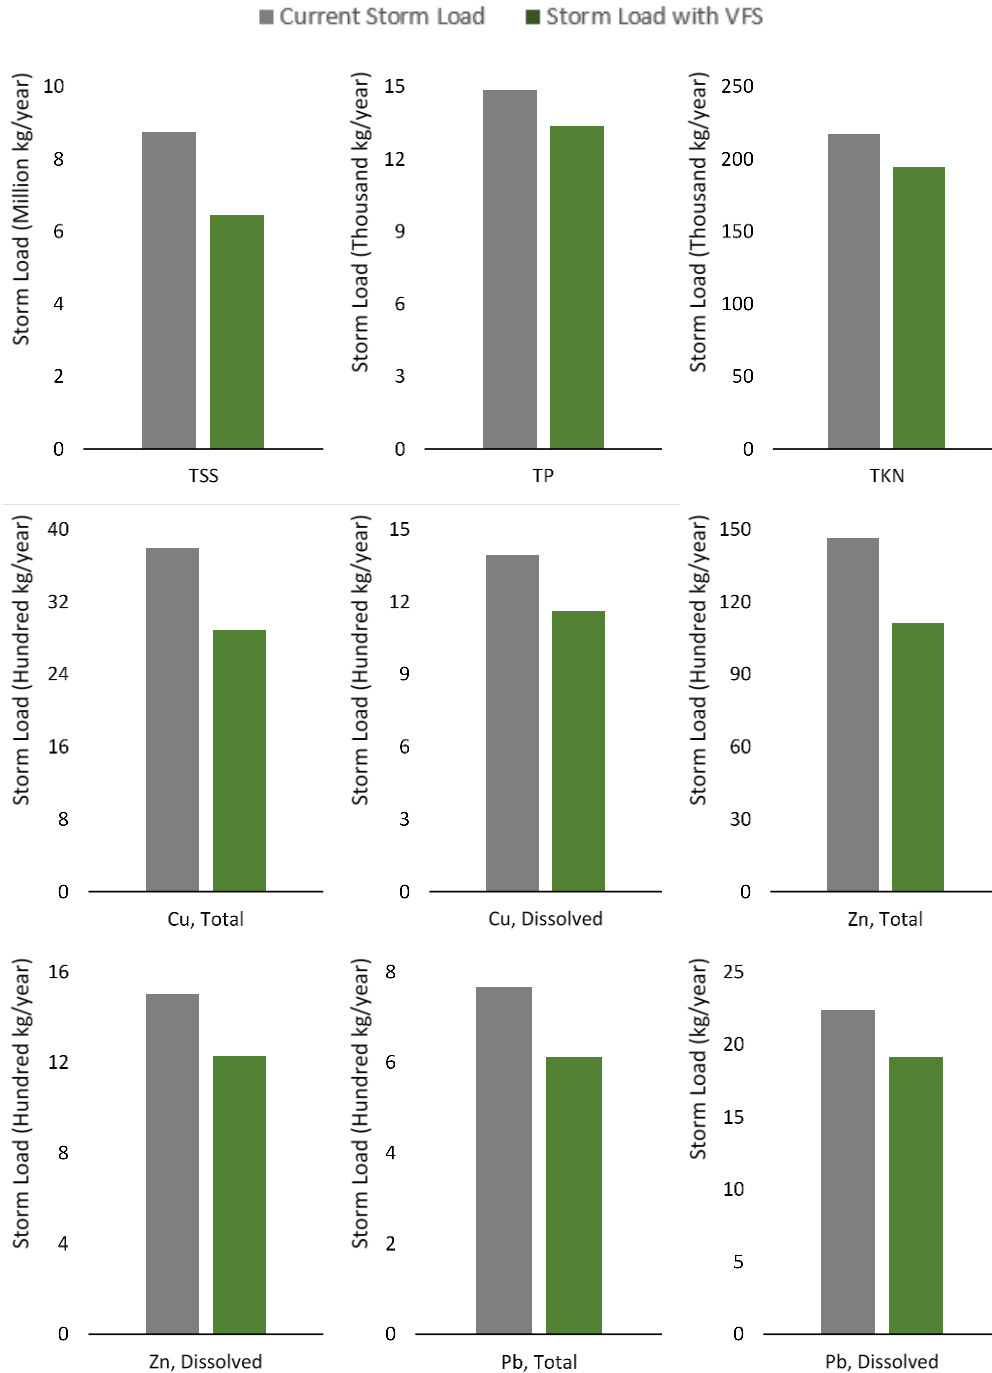 Current Storm Load
Storm Load with VFS
Storm Load (Million kg/year)
10
8
6
4
2
0
TSS
Storm Load (Thousand kg/year)
15
12
9
6
3
0
TP
Storm Load (Thousand kg/year)
250
200
150
100
50
0
TKN
Storm Load (Hundred kg/year)
40
32
24
16
8
0
Cu, Total
Storm Load (Hundred kg/year)
15
12
9
6
3
0
Cu, Dissolved
Storm Load (Hundred kg/year)
150
120
90
60
30
0
Zn, Total
Storm Load (Hundred kg/year)
16
12
8
4
0
Zn, Dissolved
Storm Load (Hundred kg/year)
8
6
4
2
0
Pb, Total
Storm Load (kg/year)
25
20
15
10
5
0
Pb, Dissolved